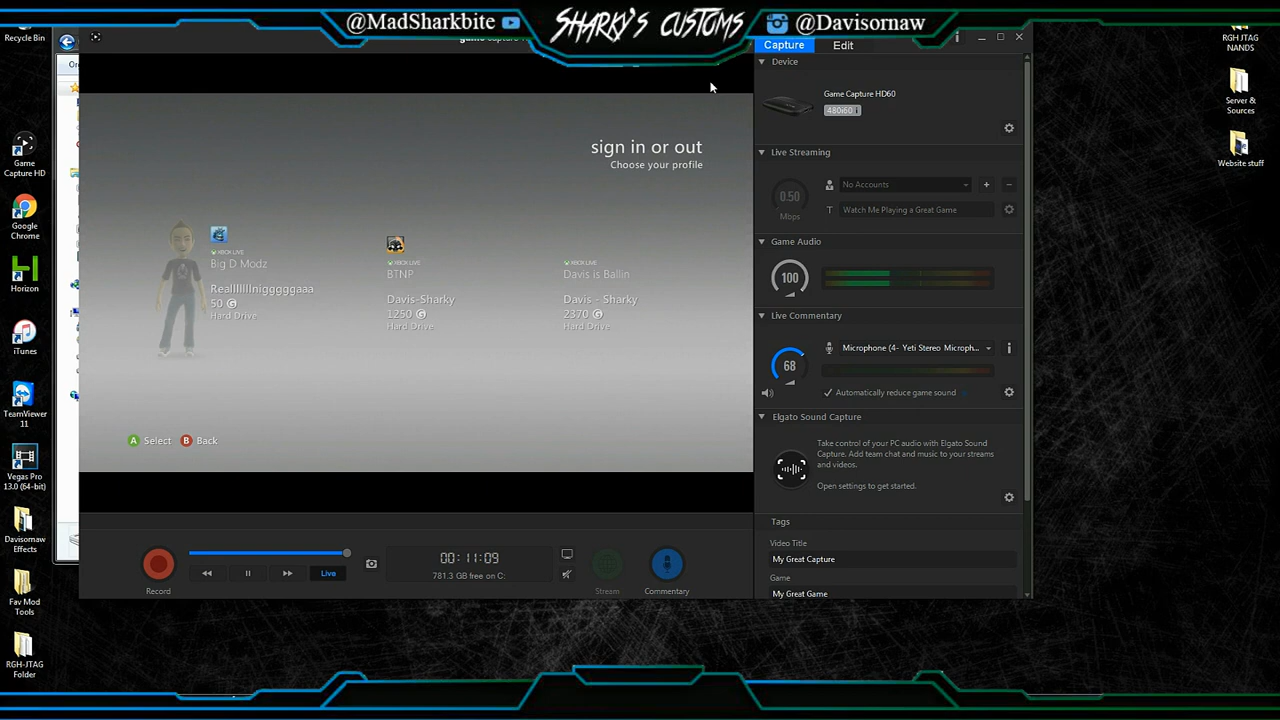 @MadSharkbite
SHARKY'S CUSTOMS
@Davisornaw
Recycle Bin
Game Capture HD
Google Chrome
Horizon
iTunes
TeamViewer 11
Vegas Pro 13.0 (64-bit)
Davisornaw Effects
Fav Mod Tools
RGH-JTAG Folder
sign in or out
Choose your profile
XBOX LIVE
Big D Modz
Realllllllnigggggaaa
50 G
Hard Drive
XBOX LIVE
BTNP
Davis-Sharky
1250 G
Hard Drive
XBOX LIVE
Davis is Ballin
Davis - Sharky
2370 G
Hard Drive
A Select B Back
Record
Live
00:11:09
781.3 GB free on C:
Stream
Commentary
Capture Edit
Device
Game Capture HD60
480i60
Live Streaming
0.50
Mbps
No Accounts
Watch Me Playing a Great Game
Game Audio
100
Live Commentary
68
Microphone (4- Yeti Stereo Microph...
Automatically reduce game sound
Elgato Sound Capture
Take control of your PC audio with Elgato Sound
Capture. Add team chat and music to your streams
and videos.
Open settings to get started.
Tags
Video Title
My Great Capture
Game
My Great Game
RGH JTAG NANDS
Server & Sources
Website stuff